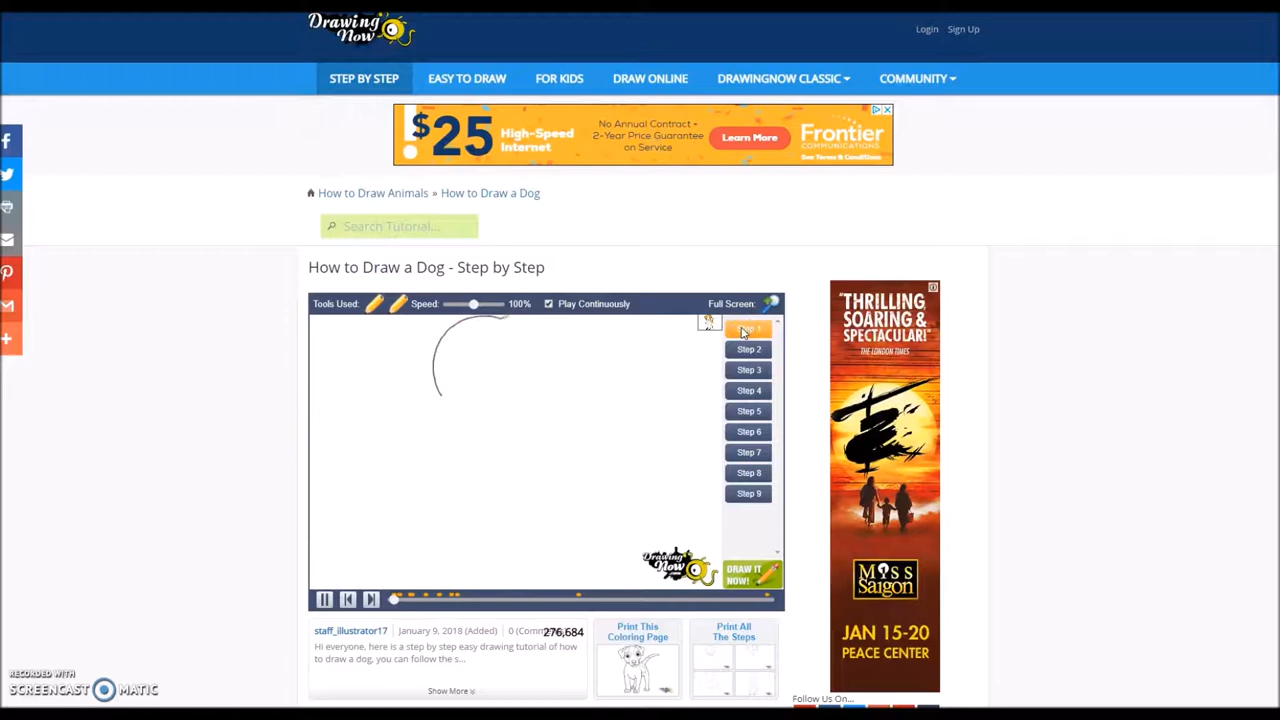 Drawing
Now
Login Sign Up
STEP BY STEP EASY TO DRAW FOR KIDS DRAW ONLINE DRAWINGNOW CLASSIC COMMUNITY
$25 High-Speed Internet
No Annual Contract +
2-Year Price Guarantee
on Service
Learn More
Frontier
COMMUNICATIONS
See Terms & Conditions
How to Draw Animals » How to Draw a Dog
Search Tutorial...
How to Draw a Dog - Step by Step
Tools Used: Speed: 100% Play Continuously Full Screen:
Step 1
Step 2
Step 3
Step 4
Step 5
Step 6
Step 7
Step 8
Step 9
Drawing
Now
DRAW IT
NOW!
"THRILLING,
SOARING &
SPECTACULAR!"
THE LONDON TIMES
MISS
SAIGON
JAN 15-20
PEACE CENTER
staff_illustrator17 January 9, 2018 (Added) 276,684
Hi everyone, here is a step by step easy drawing tutorial of how
to draw a dog, you can follow the s...
Show More
Print This
Coloring Page
Print All
The Steps
Follow Us On...
RECORDED WITH
SCREENCAST MATIC